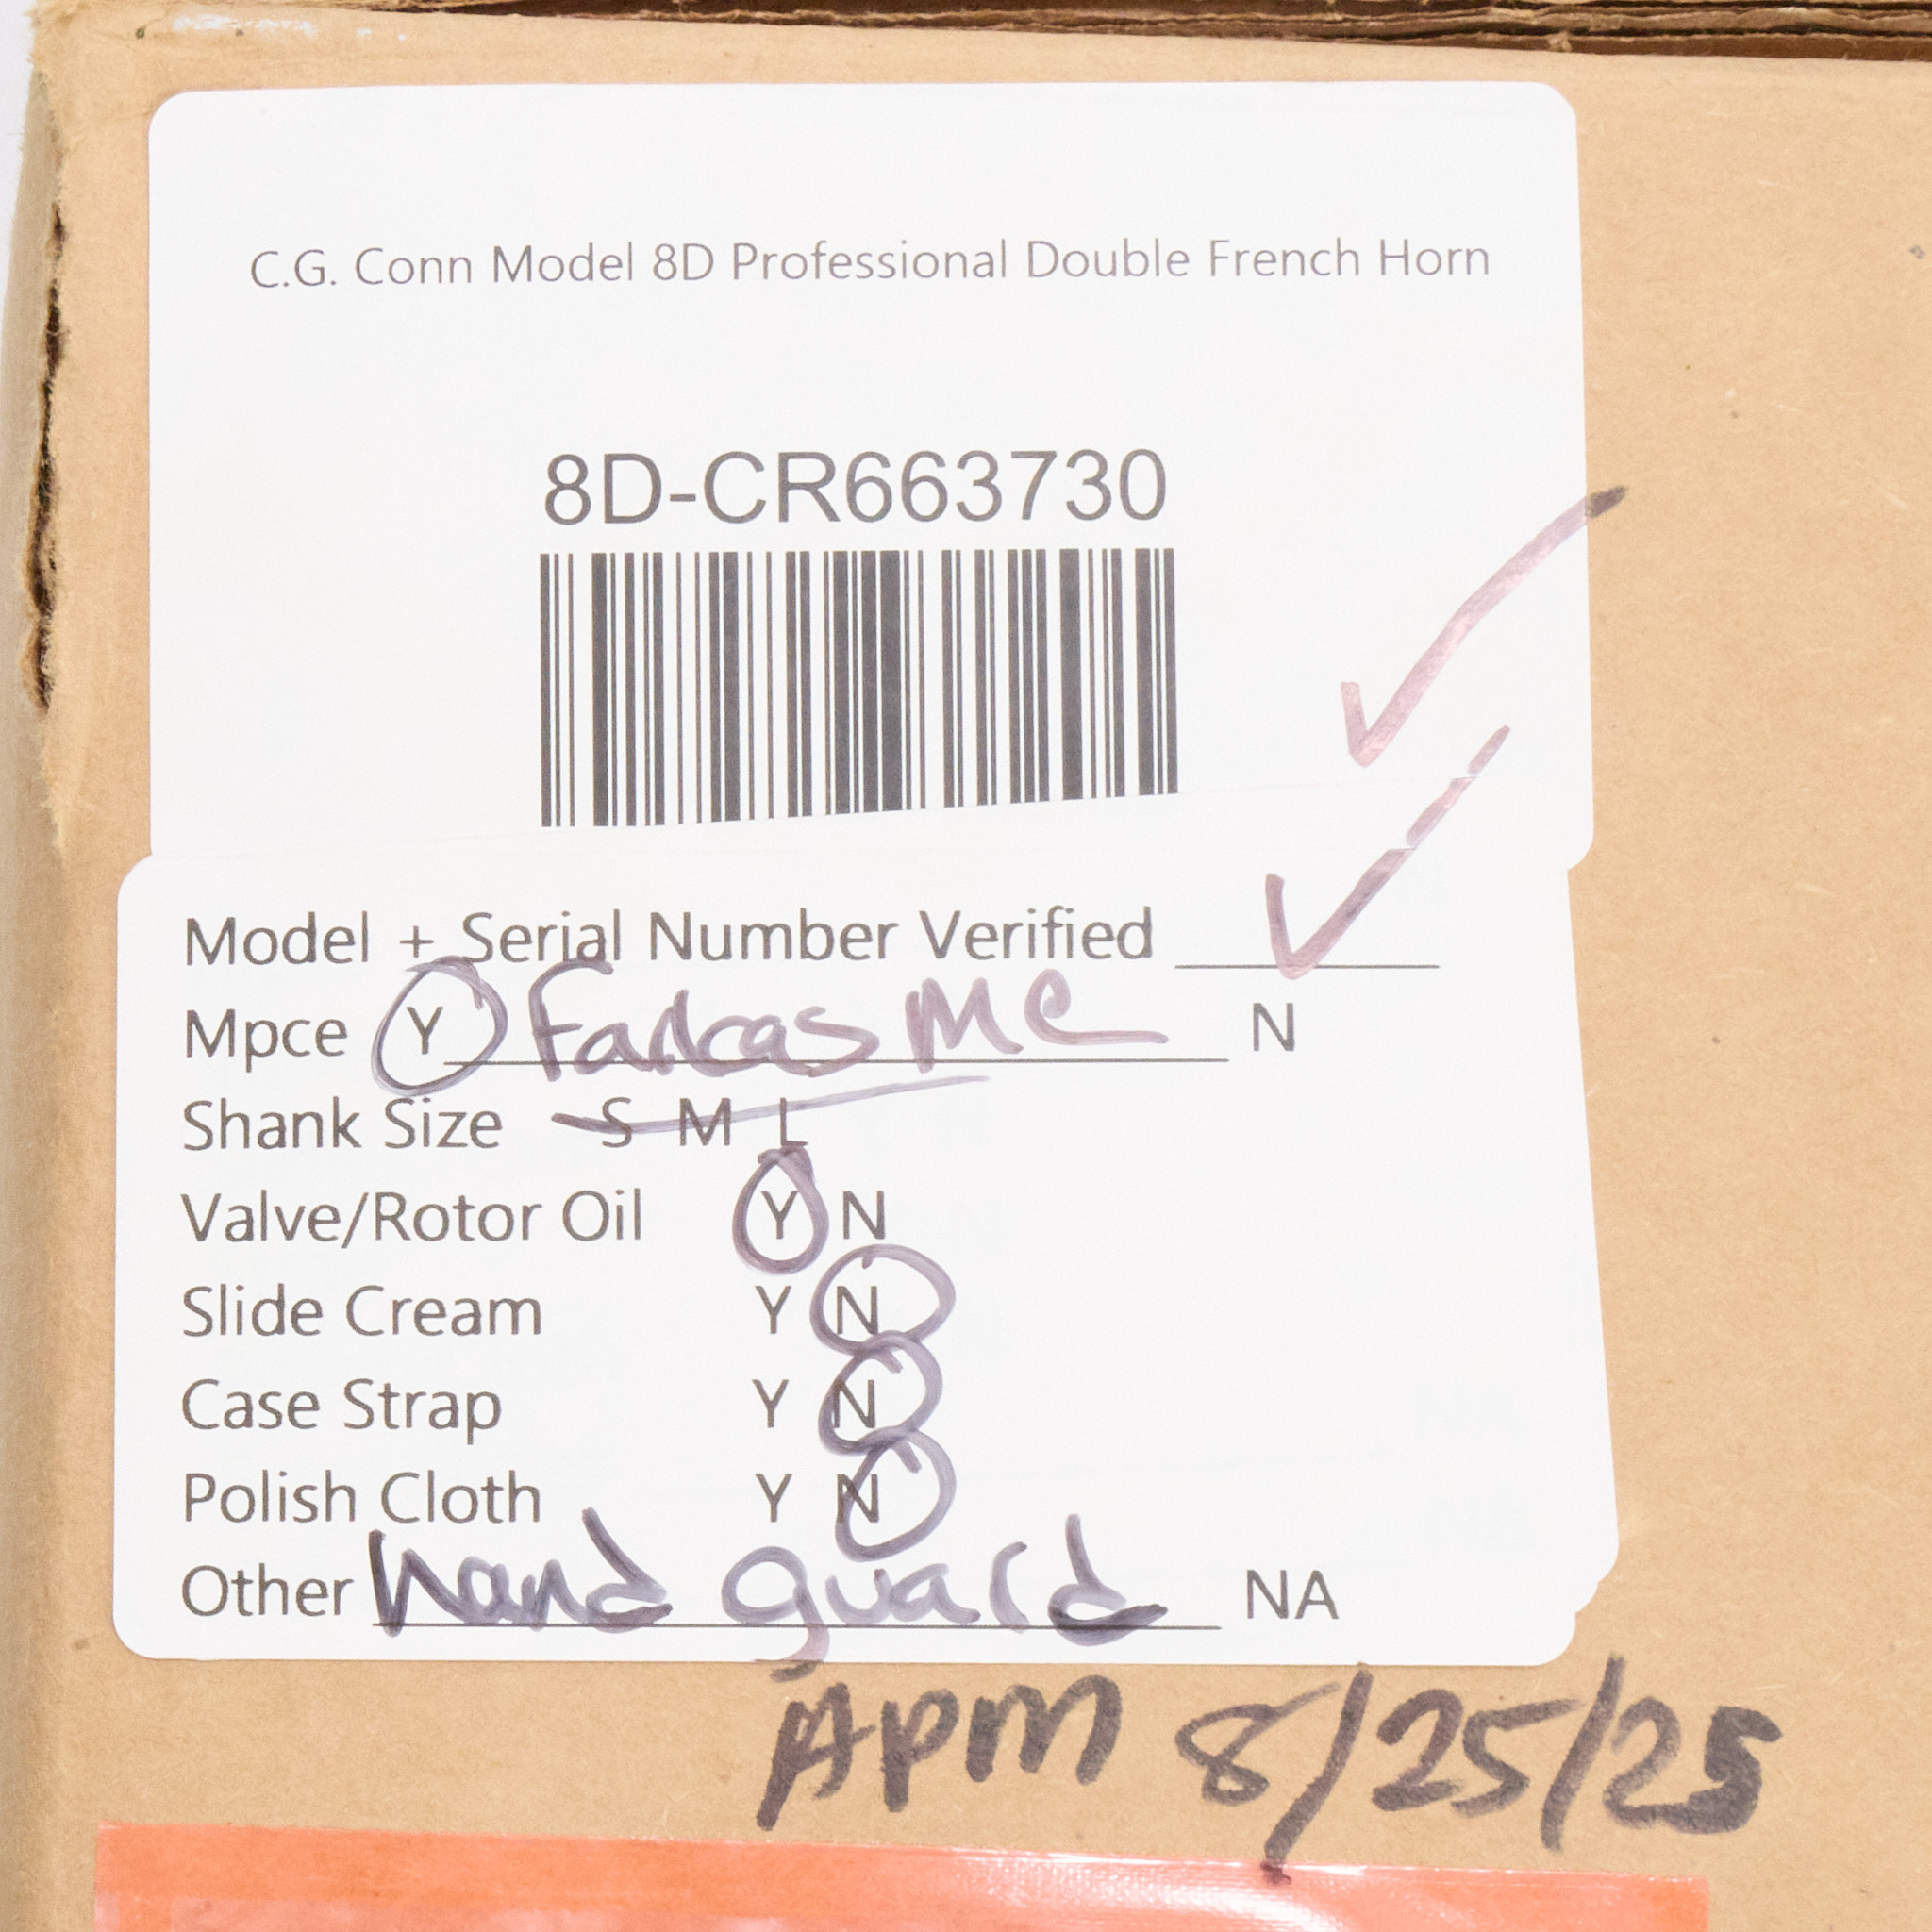 C.G. Conn Model 8D Professional Double French Horn
8D-CR663730
Model + Serial Number Verified
Mpce Y Farkas MC N
Shank Size S M L
Valve/Rotor Oil Y N
Slide Cream Y N
Case Strap Y N
Polish Cloth Y N
Other hand guard NA
APM 8/25/25